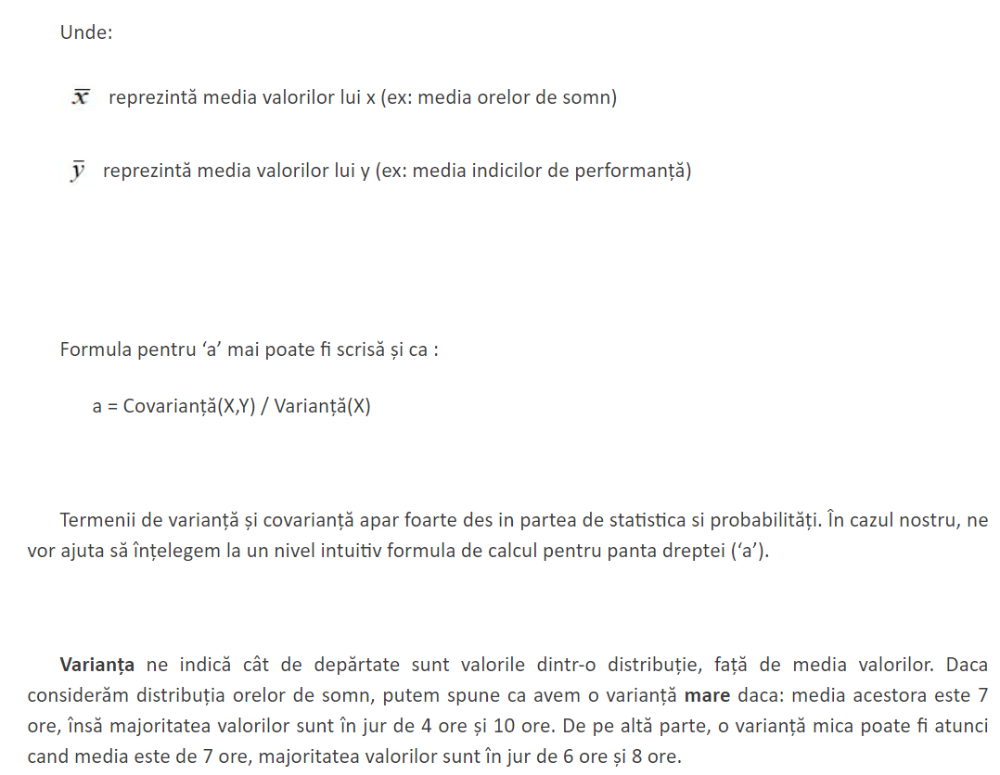 Unde:
x̅ reprezintă media valorilor lui x (ex: media orelor de somn)
y̅ reprezintă media valorilor lui y (ex: media indicilor de performanță)
Formula pentru ‘a’ mai poate fi scrisă și ca :
a = Covarianță(X,Y) / Varianță(X)
Termenii de varianță și covarianță apar foarte des in partea de statistica si probabilități. În cazul nostru, ne
vor ajuta să înțelegem la un nivel intuitiv formula de calcul pentru panta dreptei (‘a’).
Varianța ne indică cât de depărtate sunt valorile dintr-o distribuție, față de media valorilor. Daca
considerăm distribuția orelor de somn, putem spune ca avem o varianță mare daca: media acestora este 7
ore, însă majoritatea valorilor sunt în jur de 4 ore și 10 ore. De pe altă parte, o varianță mica poate fi atunci
cand media este de 7 ore, majoritatea valorilor sunt în jur de 6 ore și 8 ore.